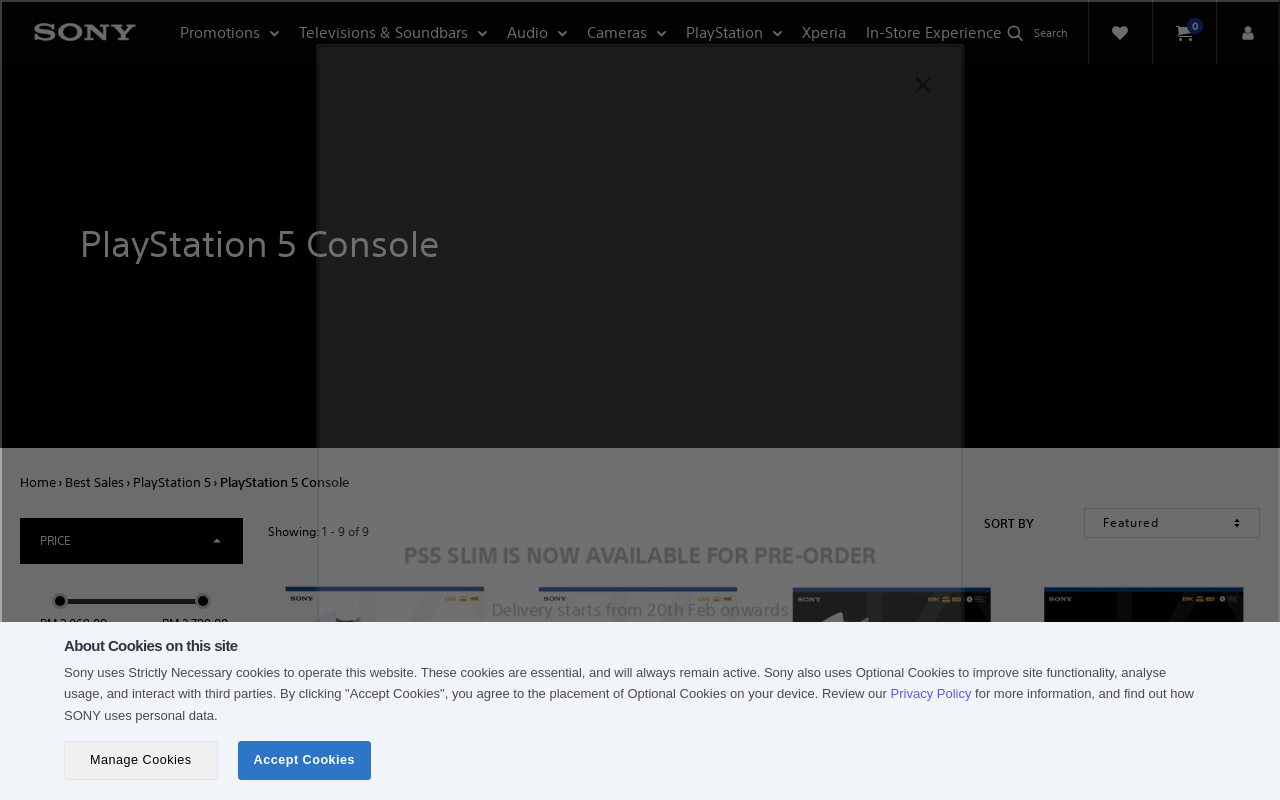 SONY
Promotions
Televisions & Soundbars
Audio
Cameras
PlayStation
Xperia
In-Store Experience
Search
0
PlayStation 5 Console
Home › Best Sales › PlayStation 5 › PlayStation 5 Console
PRICE
Showing: 1 - 9 of 9
SORT BY
Featured
PS5 SLIM IS NOW AVAILABLE FOR PRE-ORDER
SONY
SONY
SONY
SONY
Delivery starts from 20th Feb onwards
About Cookies on this site
Sony uses Strictly Necessary cookies to operate this website. These cookies are essential, and will always remain active. Sony also uses Optional Cookies to improve site functionality, analyse
usage, and interact with third parties. By clicking "Accept Cookies", you agree to the placement of Optional Cookies on your device. Review our Privacy Policy for more information, and find out how
SONY uses personal data.
Manage Cookies
Accept Cookies